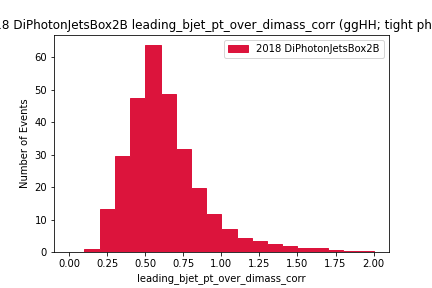 8 DiPhotonJetsBox2B leading_bjet_pt_over_dimass_corr (ggHH; tight ph
2018 DiPhotonJetsBox2B
Number of Events
60
50
40
30
20
10
0
0.00 0.25 0.50 0.75 1.00 1.25 1.50 1.75 2.00
leading_bjet_pt_over_dimass_corr